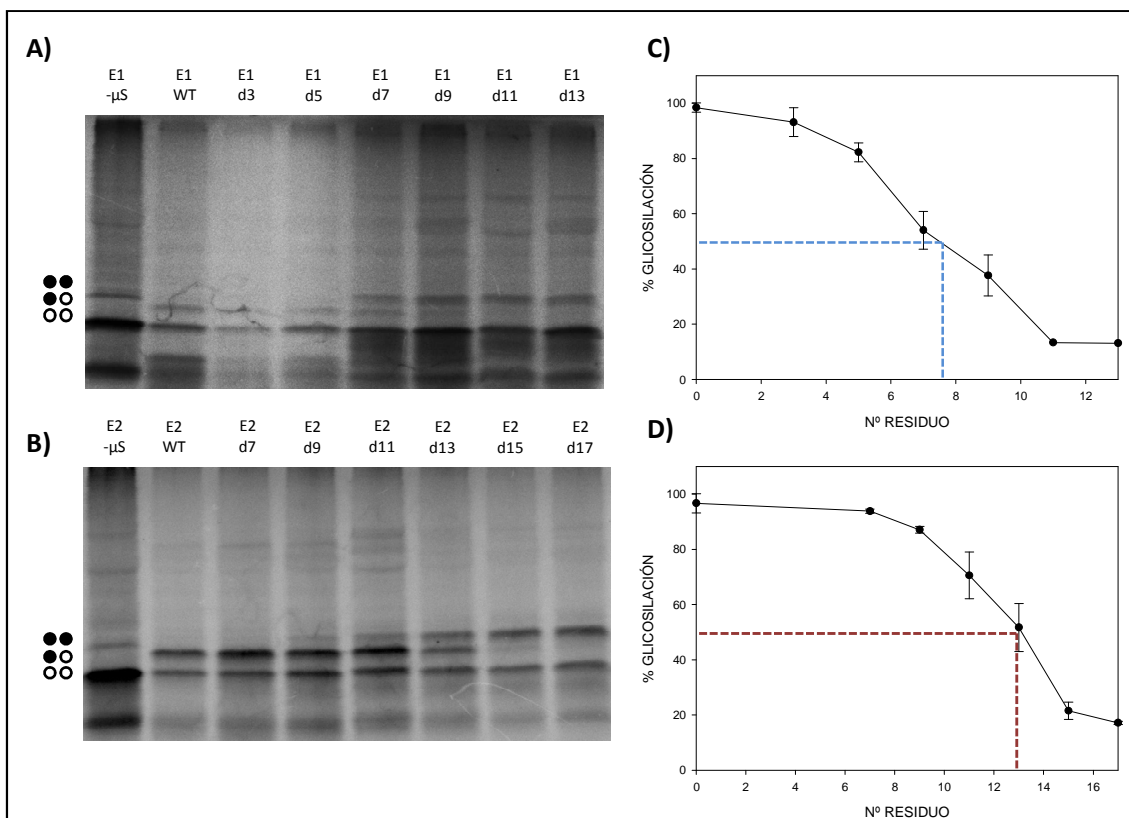 A)
E1 E1 E1 E1 E1 E1 E1 E1
-µS WT d3 d5 d7 d9 d11 d13
B)
E2 E2 E2 E2 E2 E2 E2 E2
-µS WT d7 d9 d11 d13 d15 d17
C)
100
80
60
40
20
0
% GLICOSILACIÓN
0 2 4 6 8 10 12
Nº RESIDUO
D)
100
80
60
40
20
0
% GLICOSILACIÓN
0 2 4 6 8 10 12 14 16
Nº RESIDUO